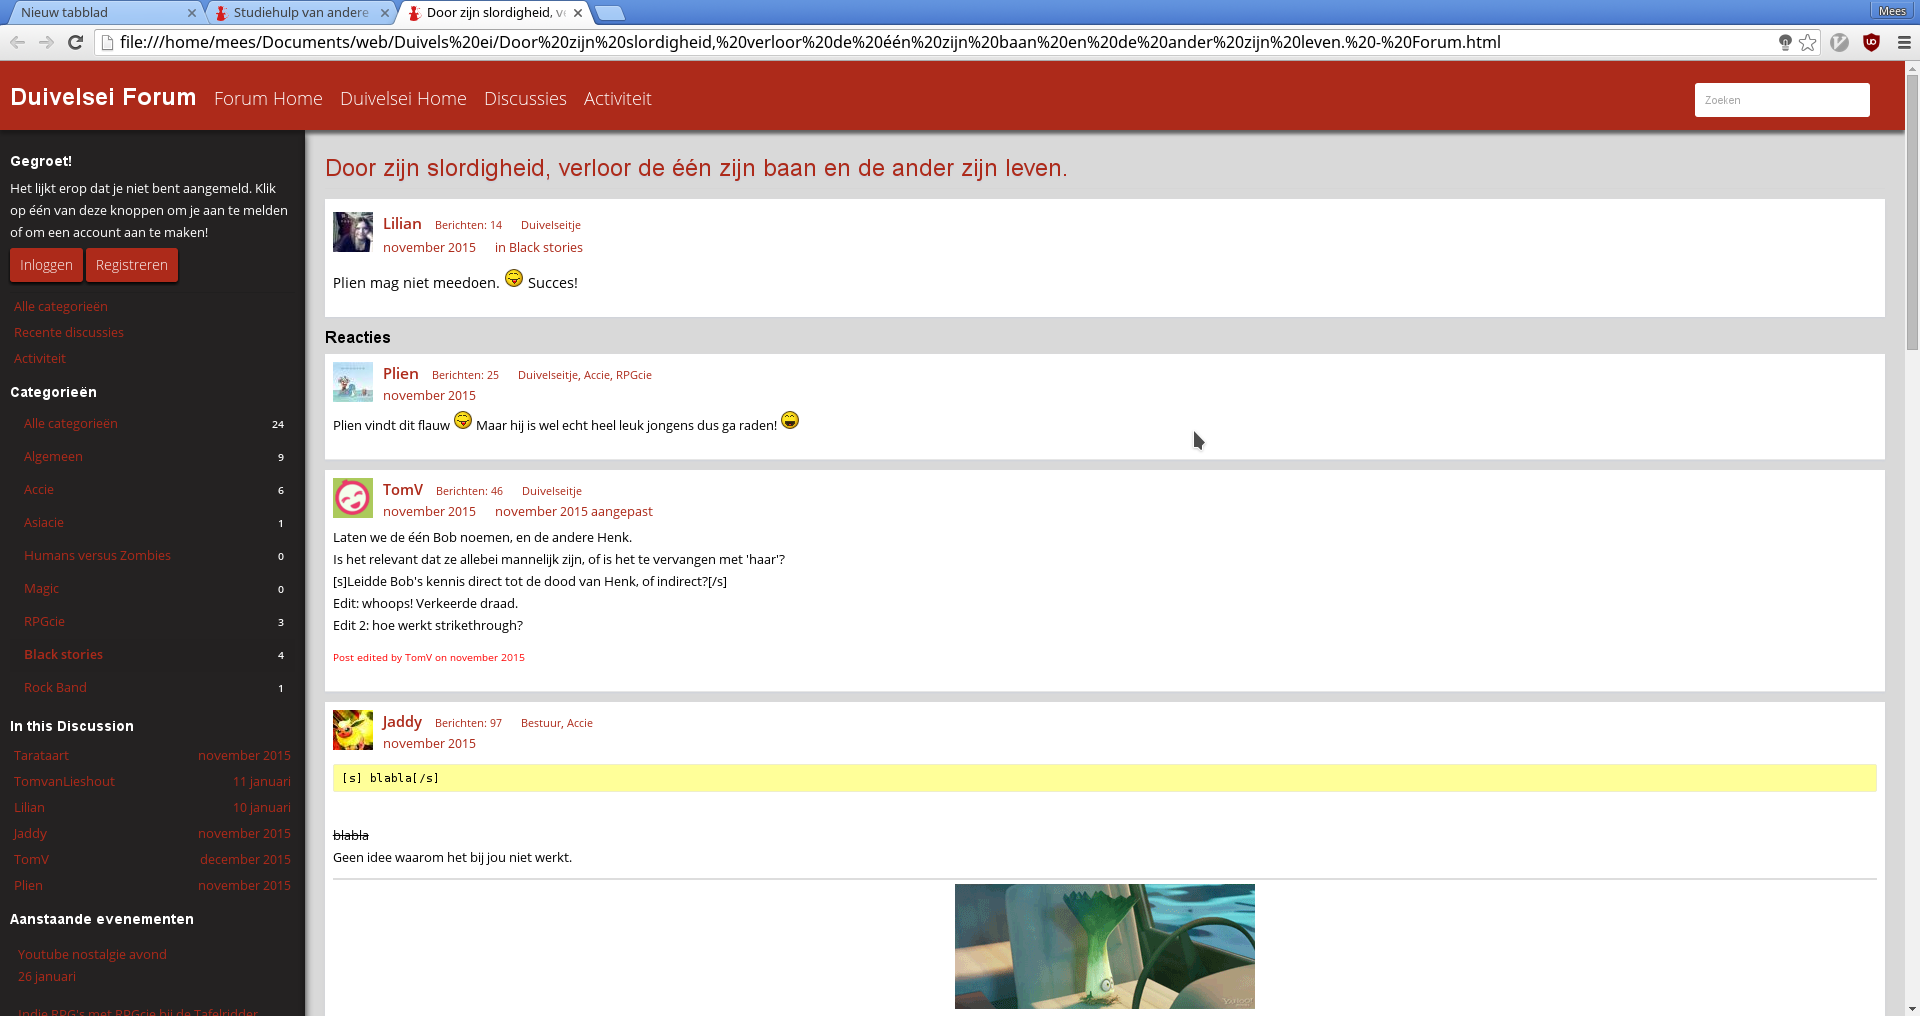 Nieuw tabblad
Studiehulp van andere
Door zijn slordigheid, ve
Mees
file:///home/mees/Documents/web/Duivels%20ei/Door%20zijn%20slordigheid,%20verloor%20de%20één%20zijn%20baan%20en%20de%20ander%20zijn%20leven.%20-%20Forum.html
Duivelsei Forum Forum Home Duivelsei Home Discussies Activiteit
Zoeken
Gegroet!
Het lijkt erop dat je niet bent aangemeld. Klik
op één van deze knoppen om je aan te melden
of om een account aan te maken!
Inloggen Registreren
Alle categorieën
Recente discussies
Activiteit
Categorieën
Alle categorieën 24
Algemeen 9
Accie 6
Asiacie 1
Humans versus Zombies 0
Magic 0
RPGcie 3
Black stories 4
Rock Band 1
In this Discussion
Tarataart november 2015
TomvanLieshout 11 januari
Lilian 10 januari
Jaddy november 2015
TomV december 2015
Plien november 2015
Aanstaande evenementen
Youtube nostalgie avond
26 januari
Indie RPG's met RPGcie bij de Tafelridder
Door zijn slordigheid, verloor de één zijn baan en de ander zijn leven.
Lilian Berichten: 14 Duivelseitje
november 2015 in Black stories
Plien mag niet meedoen. Succes!
Reacties
Plien Berichten: 25 Duivelseitje, Accie, RPGcie
november 2015
Plien vindt dit flauw Maar hij is wel echt heel leuk jongens dus ga raden!
TomV Berichten: 46 Duivelseitje
november 2015 november 2015 aangepast
Laten we de één Bob noemen, en de andere Henk.
Is het relevant dat ze allebei mannelijk zijn, of is het te vervangen met 'haar'?
[s]Leidde Bob's kennis direct tot de dood van Henk, of indirect?[/s]
Edit: whoops! Verkeerde draad.
Edit 2: hoe werkt strikethrough?
Post edited by TomV on november 2015
Jaddy Berichten: 97 Bestuur, Accie
november 2015
[s] blabla[/s]
blabla
Geen idee waarom het bij jou niet werkt.
YAHOO!